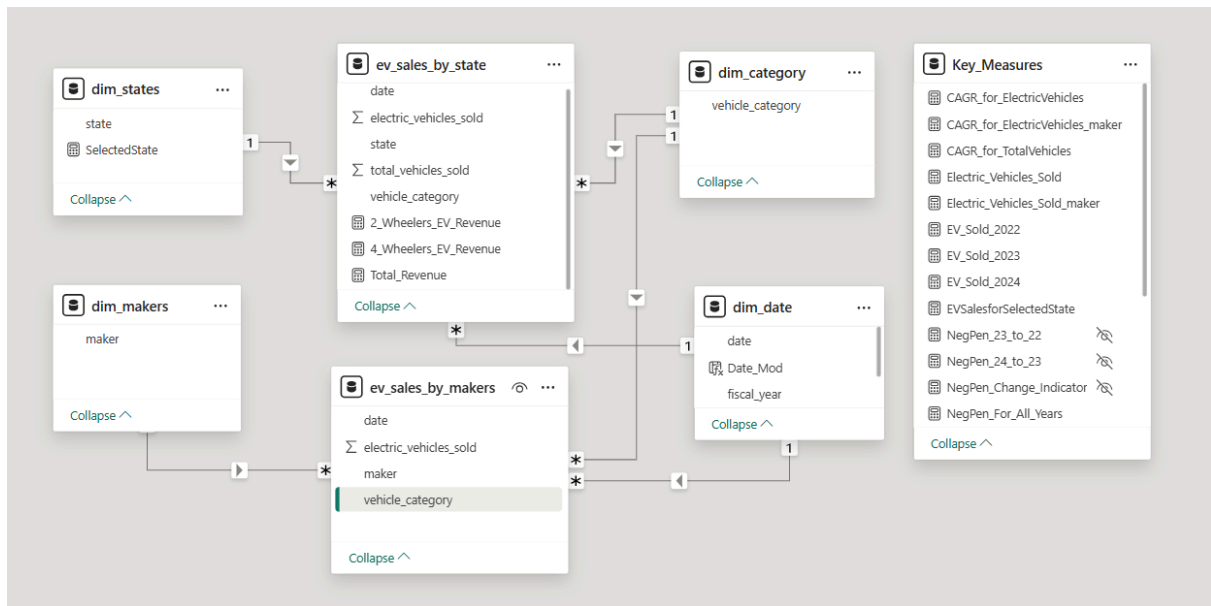 dim_states
state
SelectedState
Collapse
1
*
ev_sales_by_state
date
electric_vehicles_sold
state
total_vehicles_sold
vehicle_category
2_Wheelers_EV_Revenue
4_Wheelers_EV_Revenue
Total_Revenue
Collapse
*
*
dim_category
vehicle_category
Collapse
1
1
Key_Measures
CAGR_for_ElectricVehicles
CAGR_for_ElectricVehicles_maker
CAGR_for_TotalVehicles
Electric_Vehicles_Sold
Electric_Vehicles_Sold_maker
EV_Sold_2022
EV_Sold_2023
EV_Sold_2024
EVSalesforSelectedState
NegPen_23_to_22
NegPen_24_to_23
NegPen_Change_Indicator
NegPen_For_All_Years
Collapse
dim_makers
maker
Collapse
*
ev_sales_by_makers
date
electric_vehicles_sold
maker
vehicle_category
Collapse
*
*
dim_date
date
Date_Mod
fiscal_year
Collapse
1
1